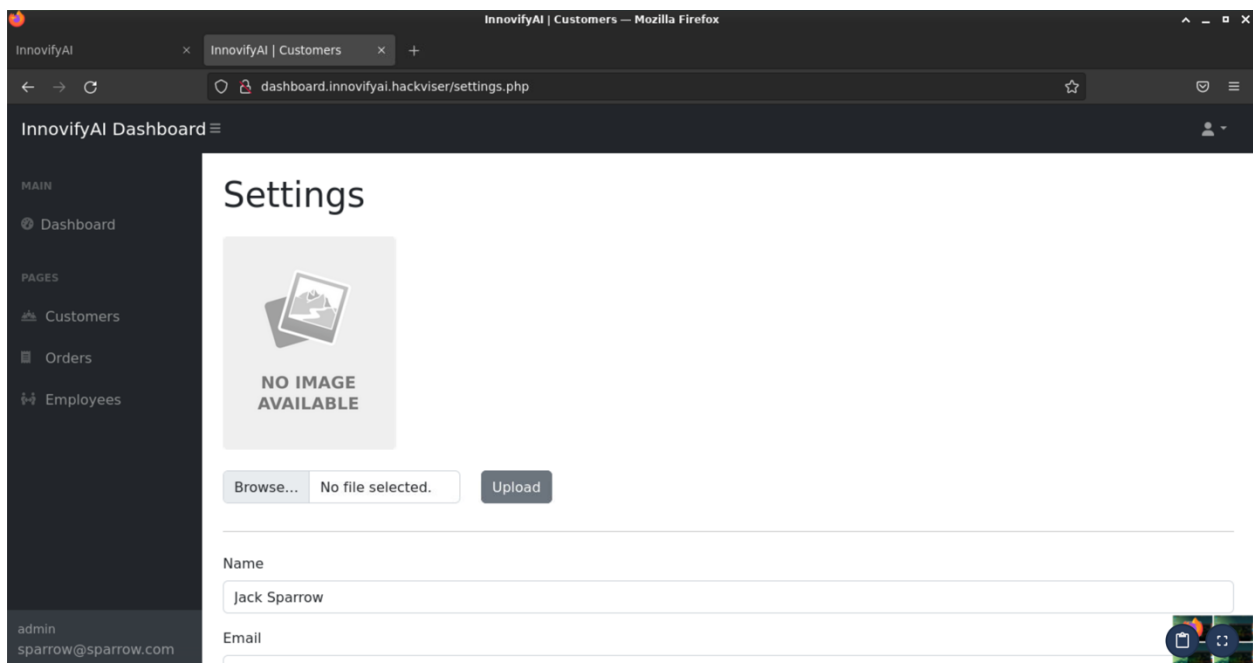 InnovifyAI | Customers — Mozilla Firefox
InnovifyAI
InnovifyAI | Customers
dashboard.innovifyai.hackviser/settings.php
InnovifyAI Dashboard
MAIN
Dashboard
PAGES
Customers
Orders
Employees
admin
sparrow@sparrow.com
Settings
NO IMAGE
AVAILABLE
Browse... No file selected. Upload
Name
Jack Sparrow
Email